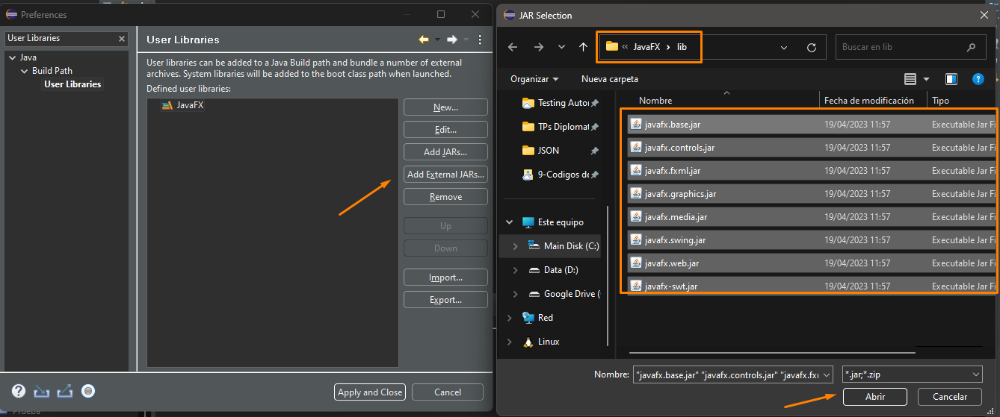 Preferences
User Libraries
Java
Build Path
User Libraries
User Libraries
User libraries can be added to a Java Build path and bundle a number of external
archives. System libraries will be added to the boot class path when launched.
Defined user libraries:
JavaFX
New...
Edit...
Add JARs...
Add External JARs...
Remove
Up
Down
Import...
Export...
Apply and Close
Cancel
JAR Selection
« JavaFX › lib
Buscar en lib
Organizar
Nueva carpeta
Testing Autor
TPs Diplomat
JSON
9-Codigos de
Este equipo
Main Disk (C:)
Data (D:)
Google Drive (
Red
Linux
Nombre Fecha de modificación Tipo
javafx.base.jar 19/04/2023 11:57 Executable Jar Fi
javafx.controls.jar 19/04/2023 11:57 Executable Jar Fi
javafx.fxml.jar 19/04/2023 11:57 Executable Jar Fi
javafx.graphics.jar 19/04/2023 11:57 Executable Jar Fi
javafx.media.jar 19/04/2023 11:57 Executable Jar Fi
javafx.swing.jar 19/04/2023 11:57 Executable Jar Fi
javafx.web.jar 19/04/2023 11:57 Executable Jar Fi
javafx-swt.jar 19/04/2023 11:57 Executable Jar Fi
Nombre: "javafx.base.jar" "javafx.controls.jar" "javafx.fxr
*.jar;*.zip
Abrir
Cancelar
Prueba